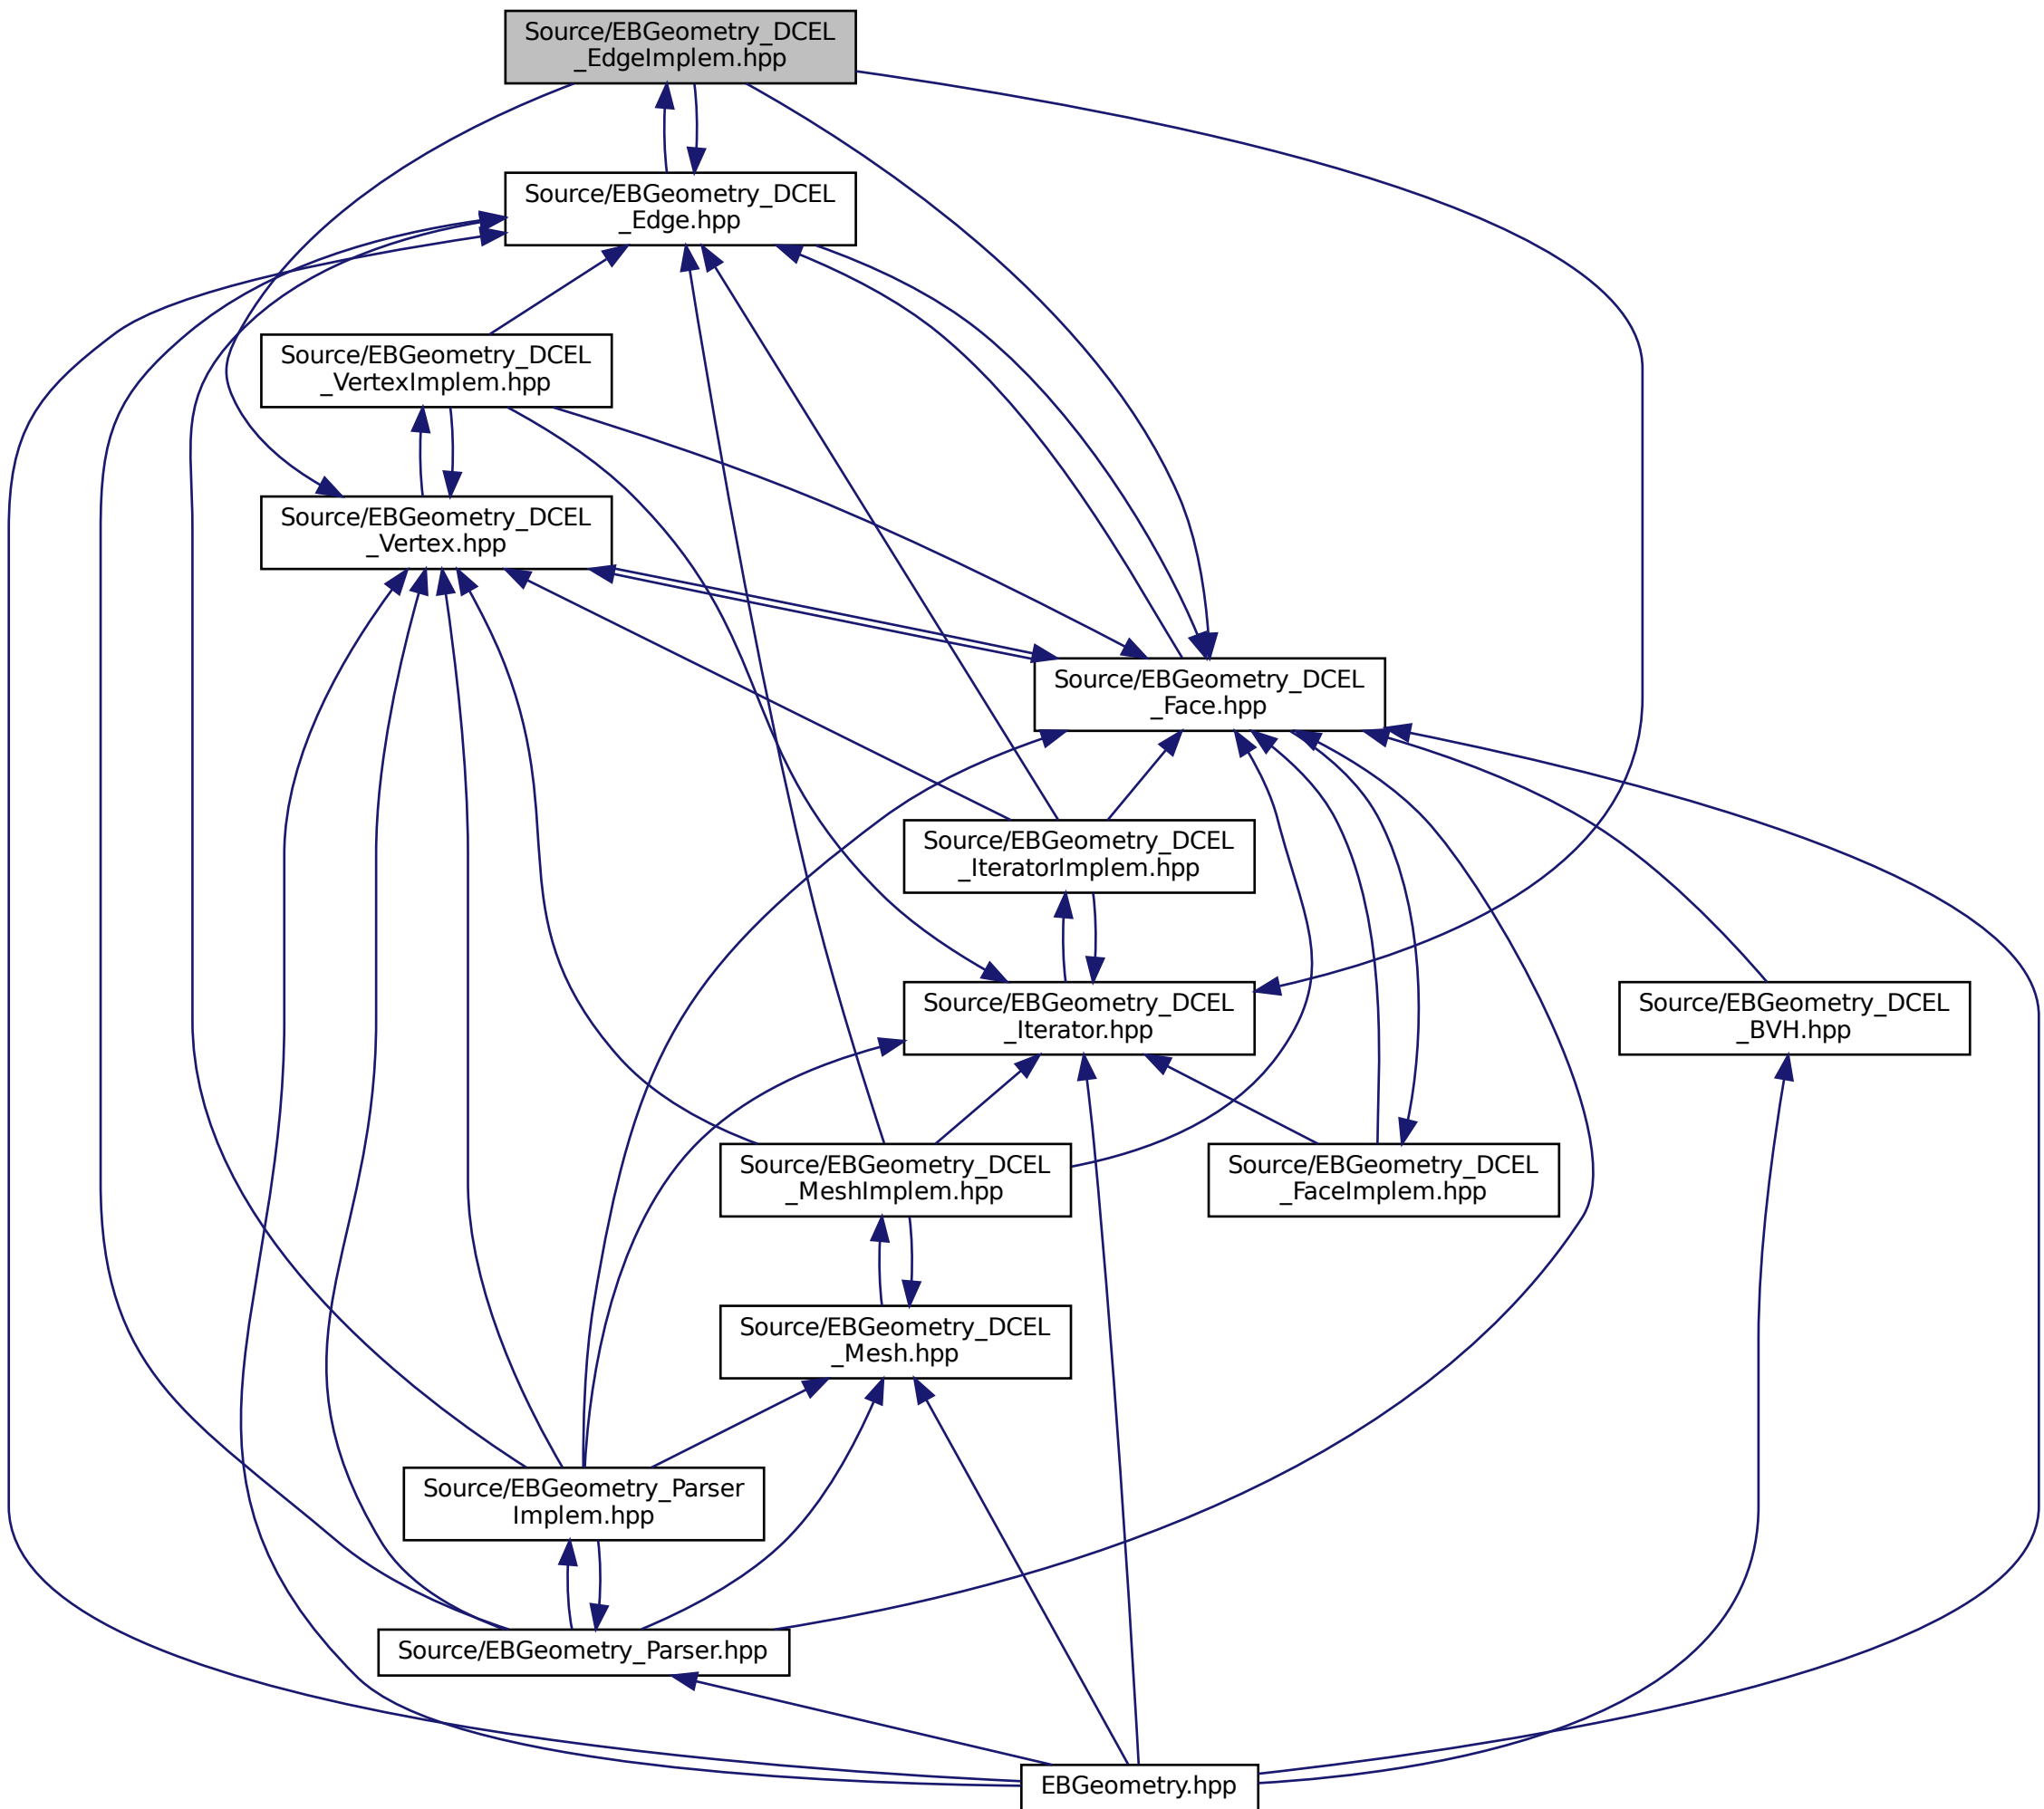 Source/EBGeometry_DCEL
_EdgeImplem.hpp
Source/EBGeometry_DCEL
_Edge.hpp
Source/EBGeometry_DCEL
_VertexImplem.hpp
Source/EBGeometry_DCEL
_Vertex.hpp
Source/EBGeometry_DCEL
_Face.hpp
Source/EBGeometry_DCEL
_IteratorImplem.hpp
Source/EBGeometry_DCEL
_Iterator.hpp
Source/EBGeometry_DCEL
_BVH.hpp
Source/EBGeometry_DCEL
_MeshImplem.hpp
Source/EBGeometry_DCEL
_FaceImplem.hpp
Source/EBGeometry_DCEL
_Mesh.hpp
Source/EBGeometry_Parser
Implem.hpp
Source/EBGeometry_Parser.hpp
EBGeometry.hpp